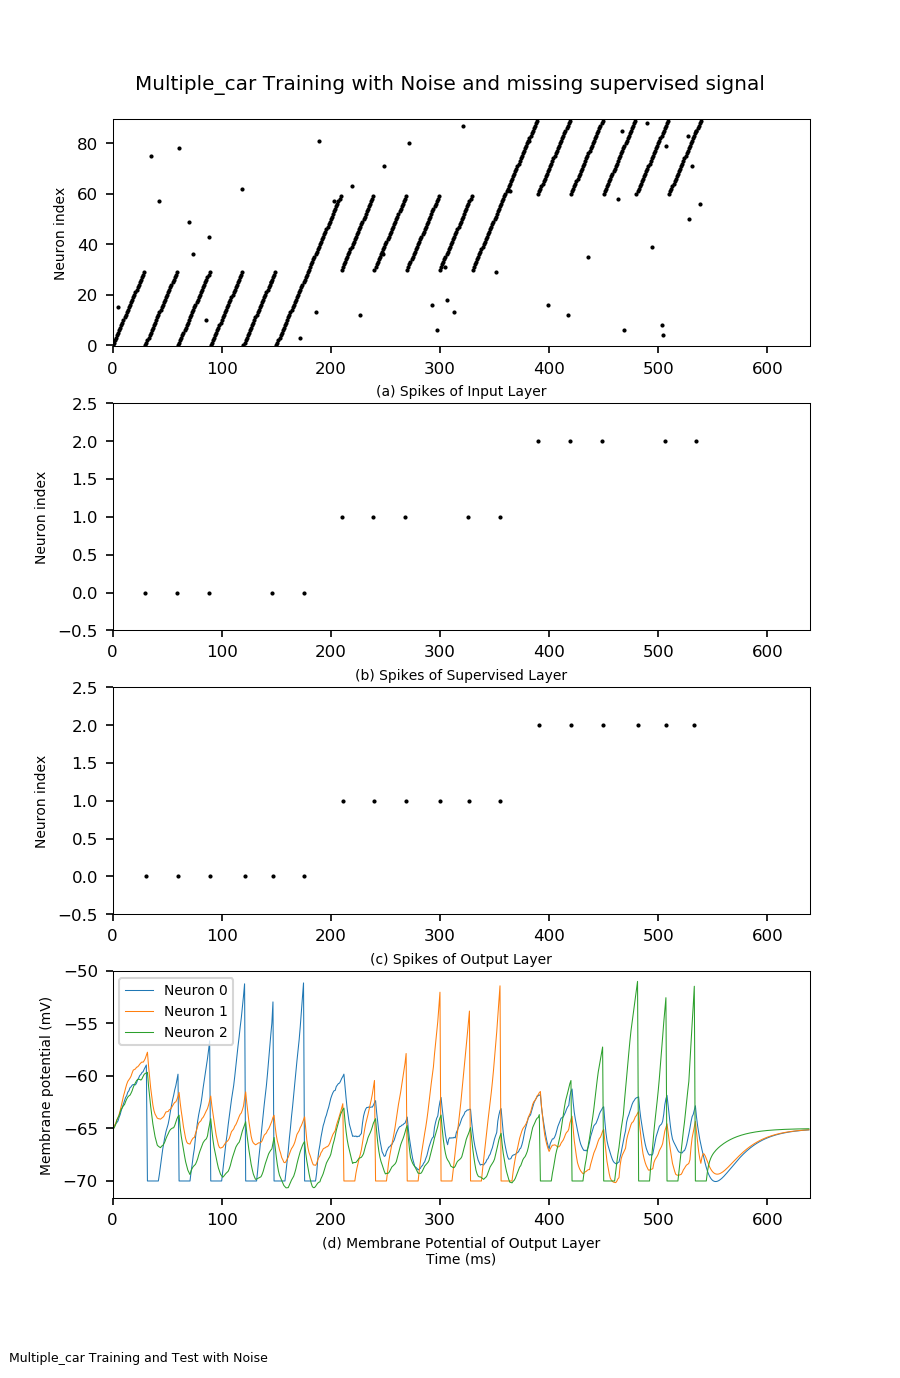 Multiple_car Training with Noise and missing supervised signal
80
60
40
20
0
Neuron index
0 100 200 300 400 500 600
(a) Spikes of Input Layer
2.5
2.0
1.5
1.0
0.5
0.0
−0.5
Neuron index
0 100 200 300 400 500 600
(b) Spikes of Supervised Layer
2.5
2.0
1.5
1.0
0.5
0.0
−0.5
Neuron index
0 100 200 300 400 500 600
(c) Spikes of Output Layer
−50
−55
−60
−65
−70
Membrane potential (mV)
Neuron 0
Neuron 1
Neuron 2
0 100 200 300 400 500 600
(d) Membrane Potential of Output Layer
Time (ms)
Multiple_car Training and Test with Noise